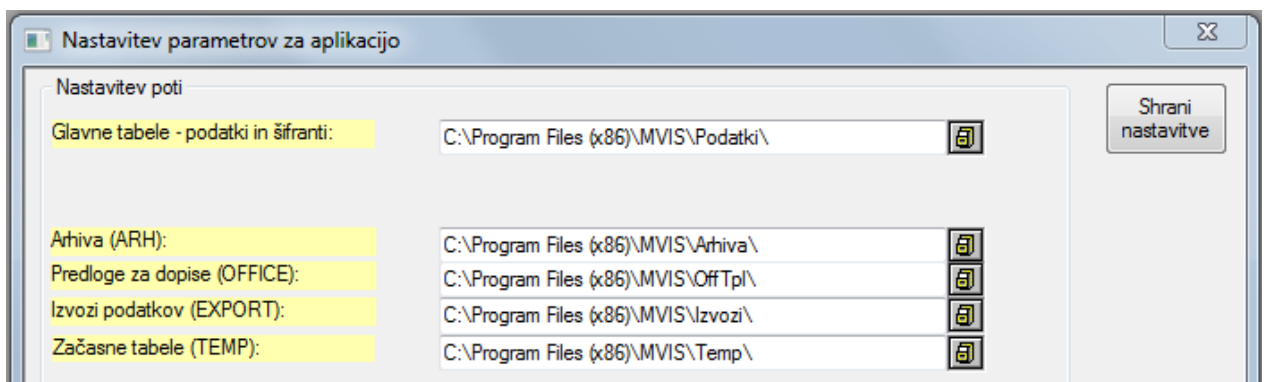 Nastavitev parametrov za aplikacijo
Nastavitev poti
Shrani
nastavitve
Glavne tabele - podatki in šifranti: C:\Program Files (x86)\MVIS\Podatki\
Arhiva (ARH): C:\Program Files (x86)\MVIS\Arhiva\
Predloge za dopise (OFFICE): C:\Program Files (x86)\MVIS\OffTpl\
Izvozi podatkov (EXPORT): C:\Program Files (x86)\MVIS\Izvozi\
Začasne tabele (TEMP): C:\Program Files (x86)\MVIS\Temp\